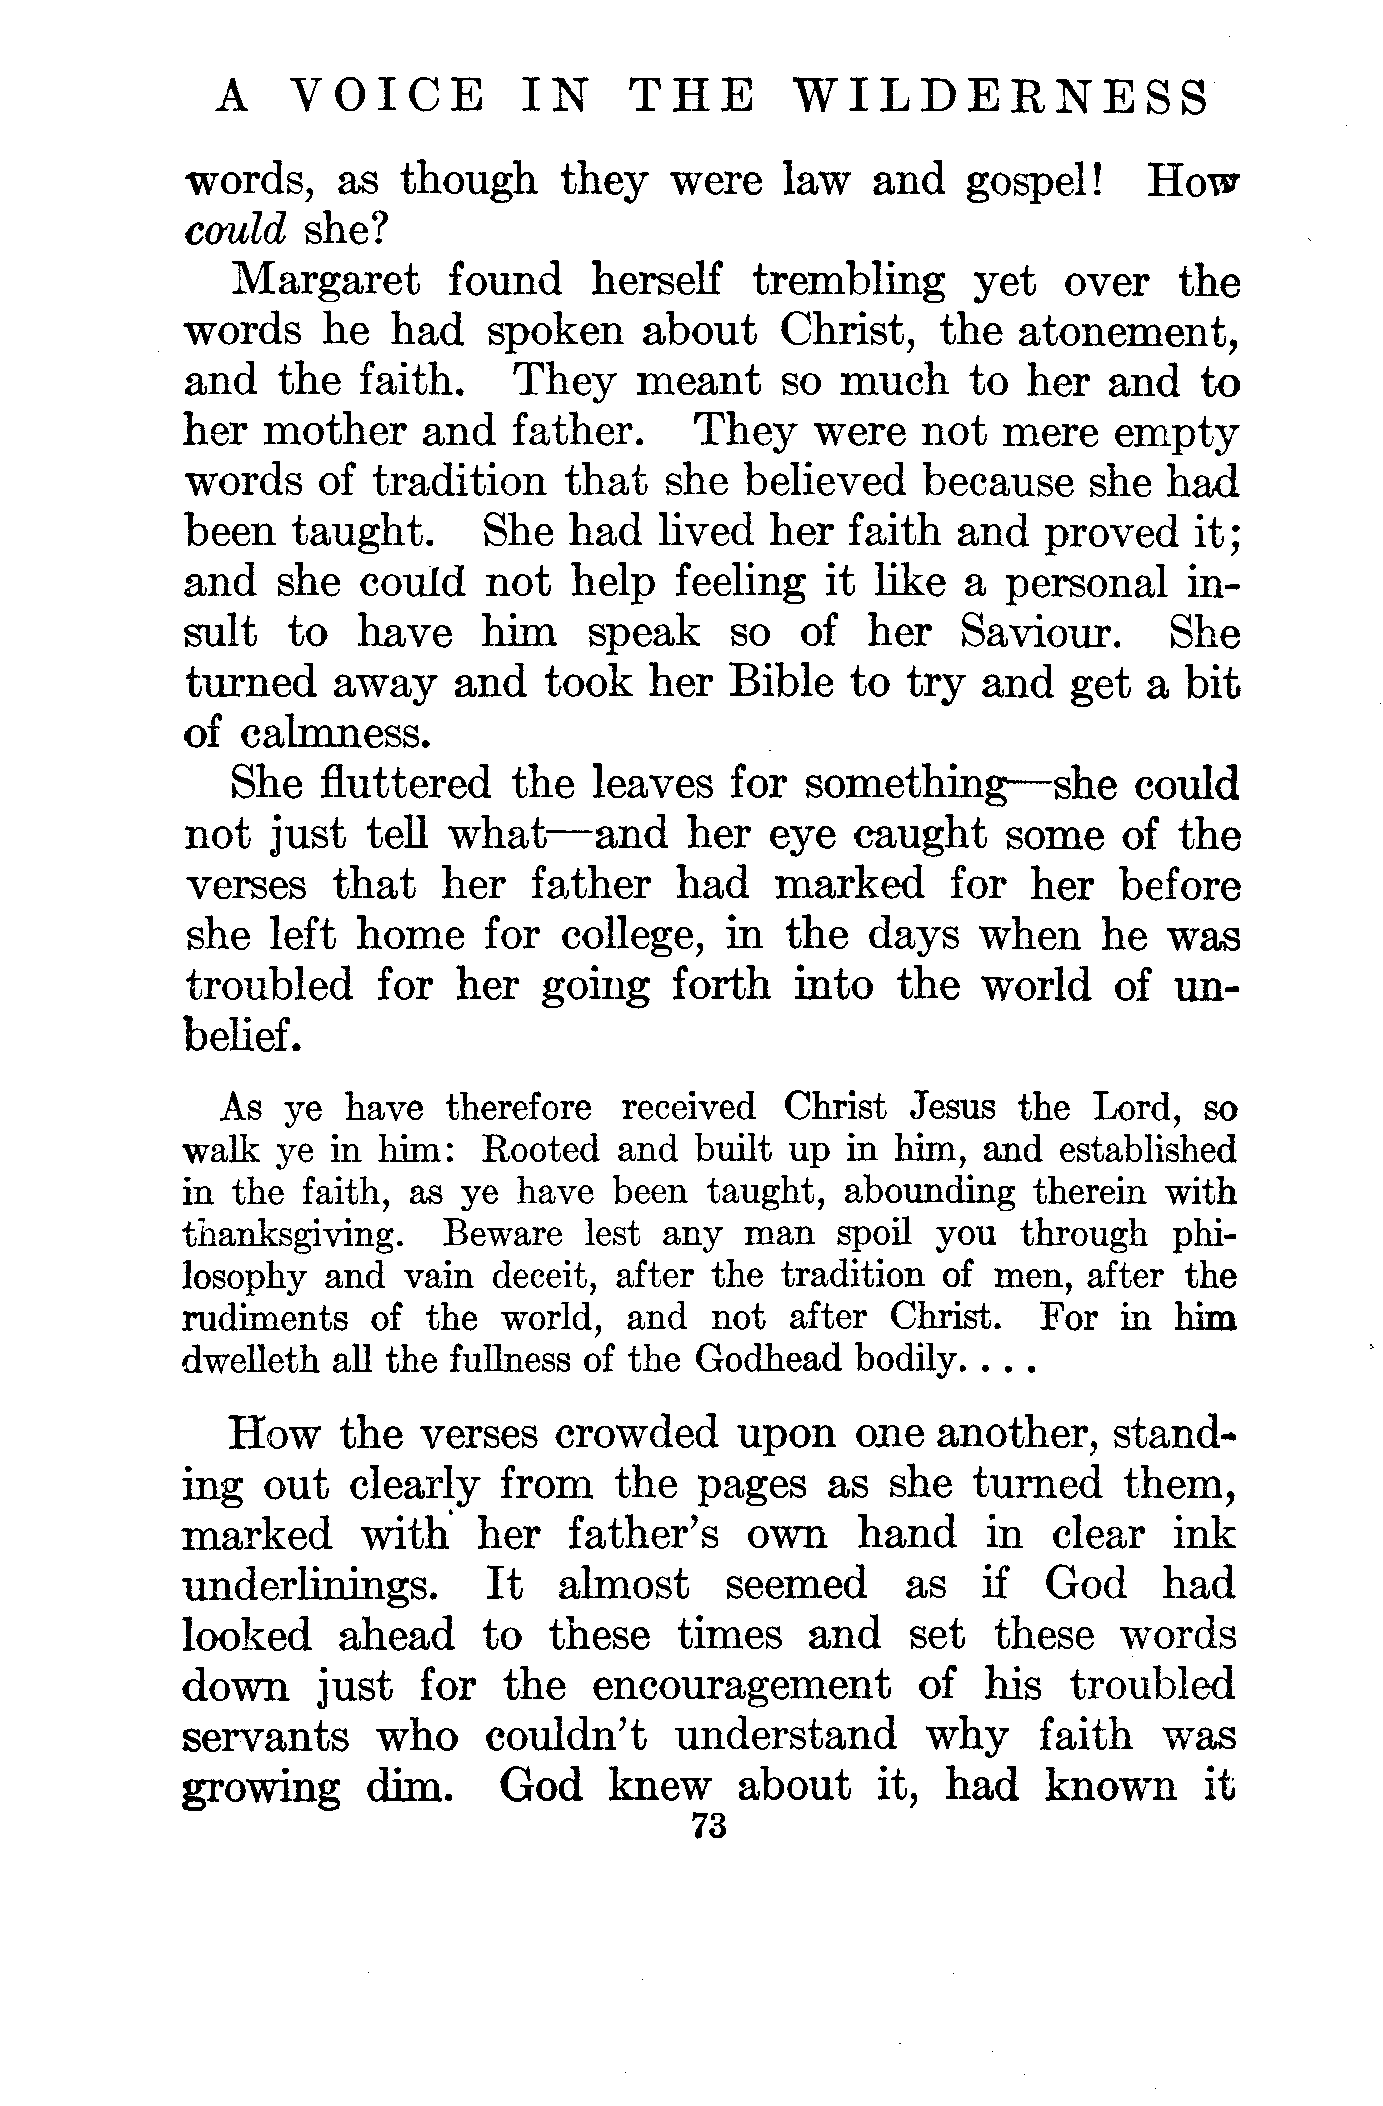 A VOICE IN THE WILDERNESS
words, as though they were law and gospel! How
could she?
Margaret found herself trembling yet over the
words he had spoken about Christ, the atonement,
and the faith. They meant so much to her and to
her mother and father. They were not mere empty
words of tradition that she believed because she had
been taught. She had lived her faith and proved it;
and she could not help feeling it like a personal in-
sult to have him speak so of her Saviour. She
turned away and took her Bible to try and get a bit
of calmness.
She fluttered the leaves for something—she could
not just tell what—and her eye caught some of the
verses that her father had marked for her before
she left home for college, in the days when he was
troubled for her going forth into the world of un-
belief.
As ye have therefore received Christ Jesus the Lord, so
walk ye in him: Rooted and built up in him, and established
in the faith, as ye have been taught, abounding therein with
thanksgiving. Beware lest any man spoil you through phi-
losophy and vain deceit, after the tradition of men, after the
rudiments of the world, and not after Christ. For in him
dwelleth all the fullness of the Godhead bodily. . . .
How the verses crowded upon one another, stand-
ing out clearly from the pages as she turned them,
marked with her father's own hand in clear ink
underlinings. It almost seemed as if God had
looked ahead to these times and set these words
down just for the encouragement of his troubled
servants who couldn't understand why faith was
growing dim. God knew about it, had known it
73